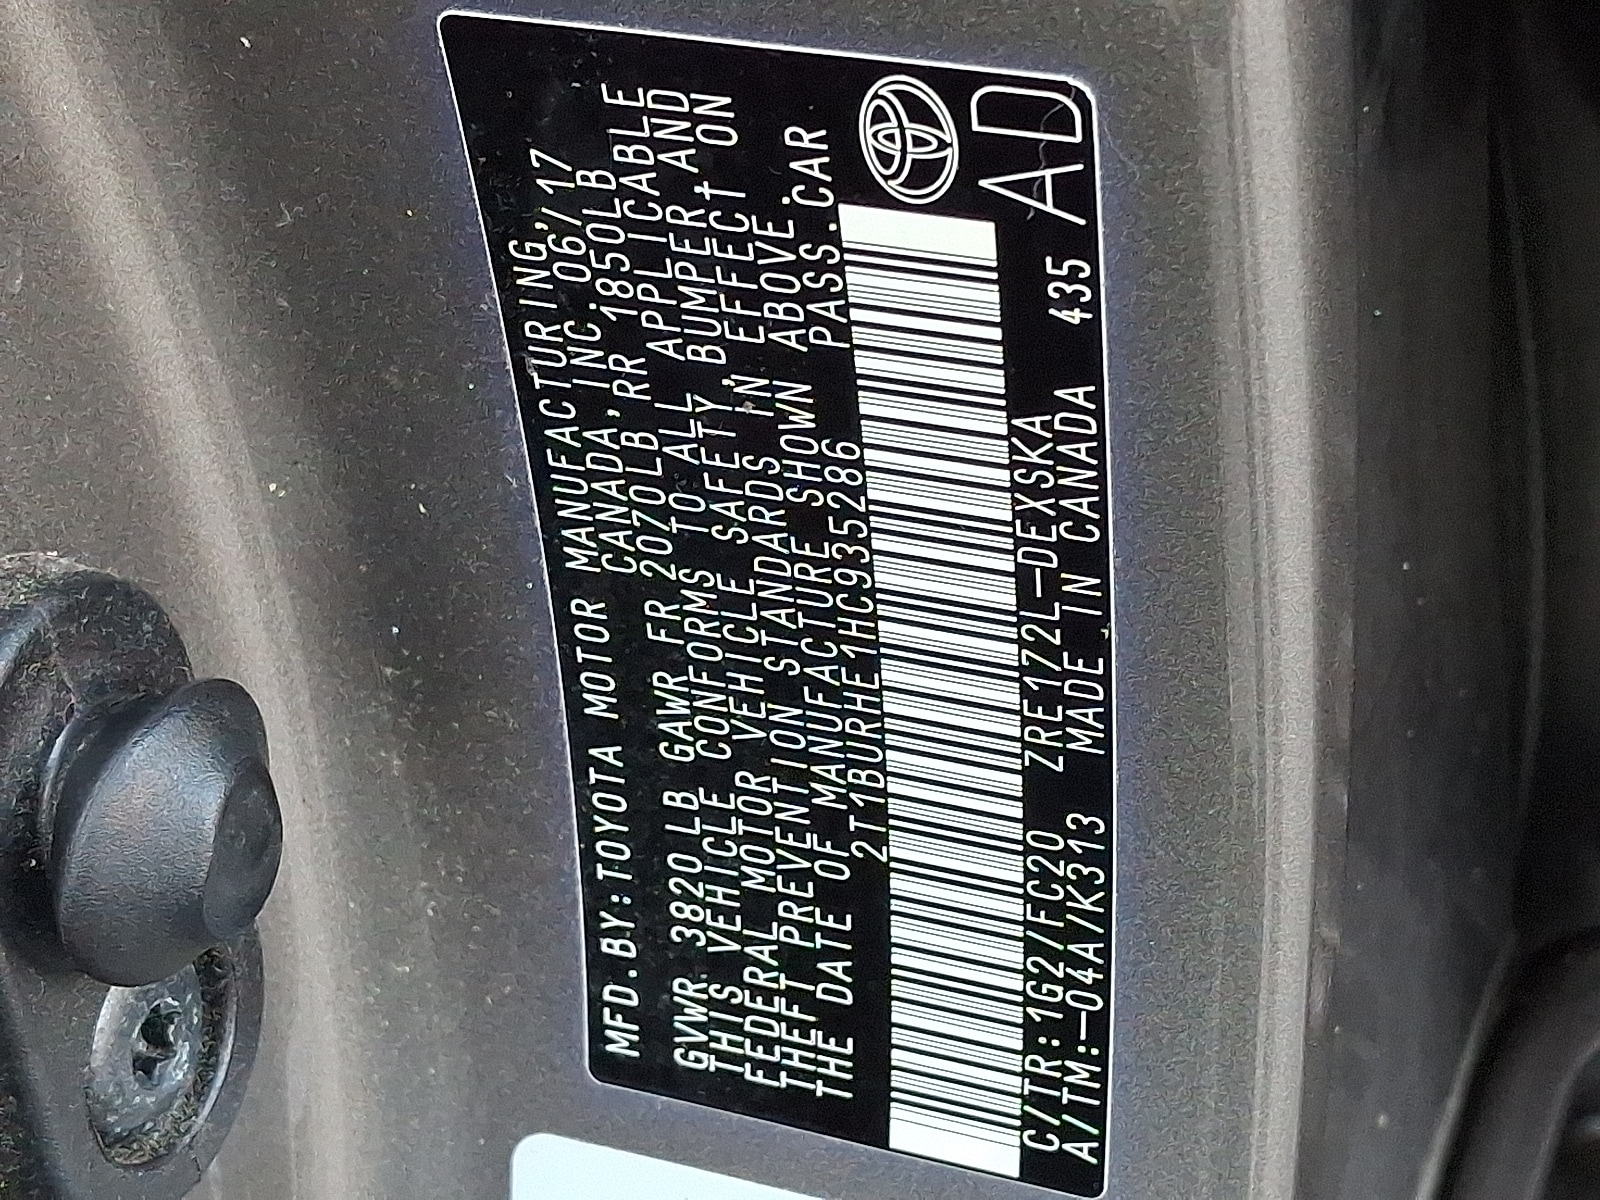 MFD.BY:TOYOTA MOTOR MANUFACTURING,
CANADA, INC. 06/17
GVWR 3820LB GAWR FR 2070LB RR 1850LB
THIS VEHICLE CONFORMS TO ALL APPLICABLE
FEDERAL MOTOR VEHICLE SAFETY, BUMPER, AND
THEFT PREVENTION STANDARDS IN EFFECT ON
THE DATE OF MANUFACTURE SHOWN ABOVE.
2T1BURHE1HC935286 PASS.CAR
C/TR:1G2/FC20 ZRE172L-DEXSKA
A/TM:-04A/K313 MADE IN CANADA 435 AD